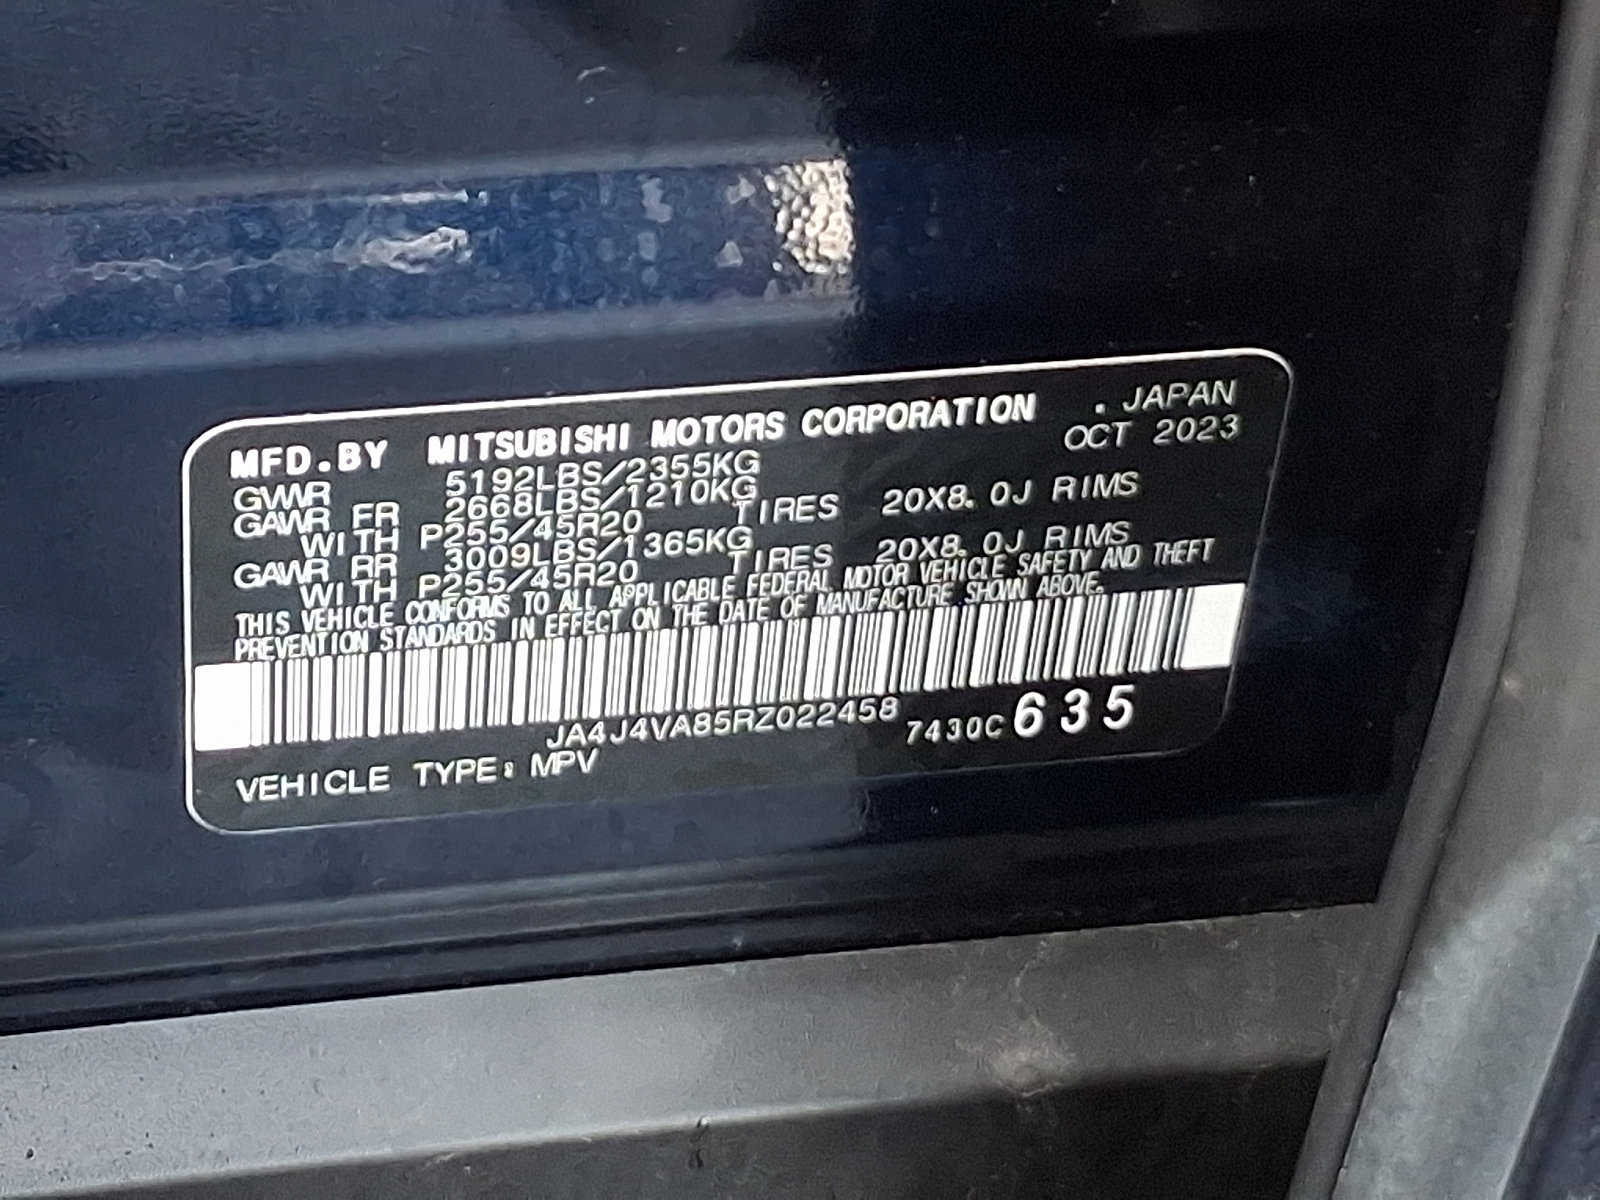 MFD.BY MITSUBISHI MOTORS CORPORATION . JAPAN
GVWR 5192LBS/2355KG OCT 2023
GAWR FR 2668LBS/1210KG
WITH P255/45R20 TIRES 20X8.0J RIMS
GAWR RR 3009LBS/1365KG
WITH P255/45R20 TIRES 20X8.0J RIMS
THIS VEHICLE CONFORMS TO ALL APPLICABLE FEDERAL MOTOR VEHICLE SAFETY AND THEFT
PREVENTION STANDARDS IN EFFECT ON THE DATE OF MANUFACTURE SHOWN ABOVE.
JA4J4VA85RZ022458 7430C 635
VEHICLE TYPE: MPV